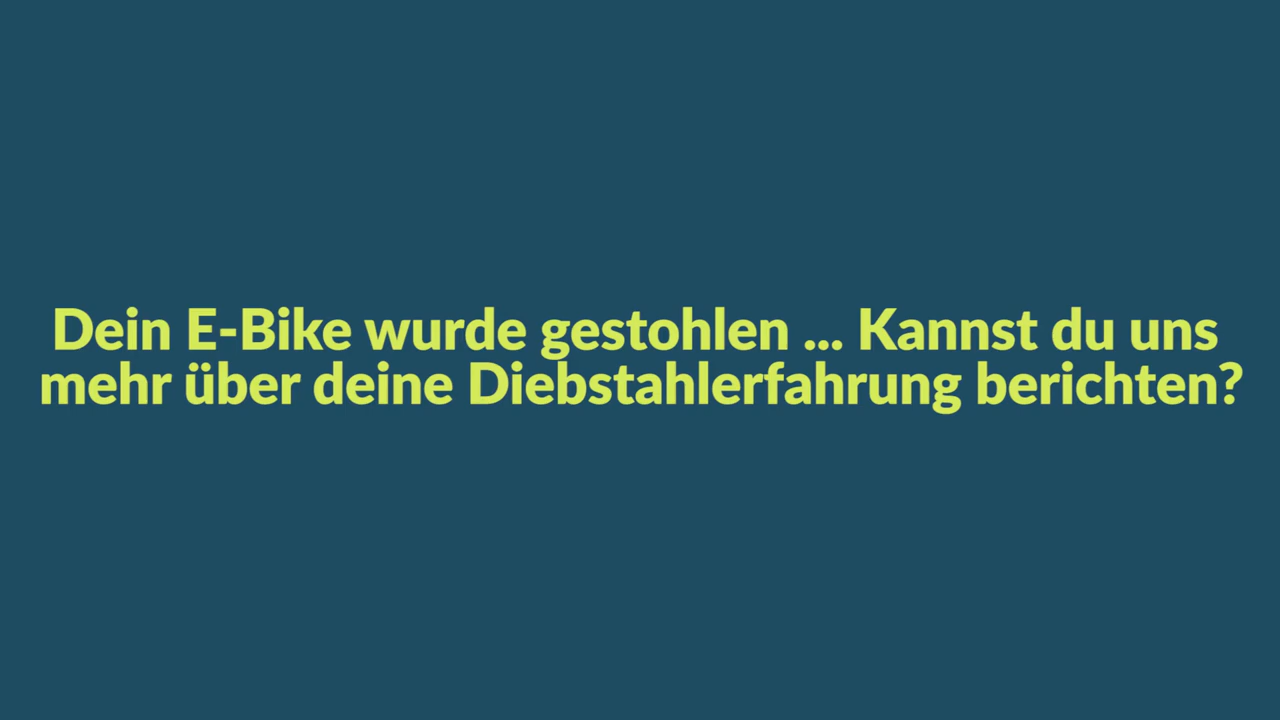 Dein E-Bike wurde gestohlen ... Kannst du uns
mehr über deine Diebstahlerfahrung berichten?